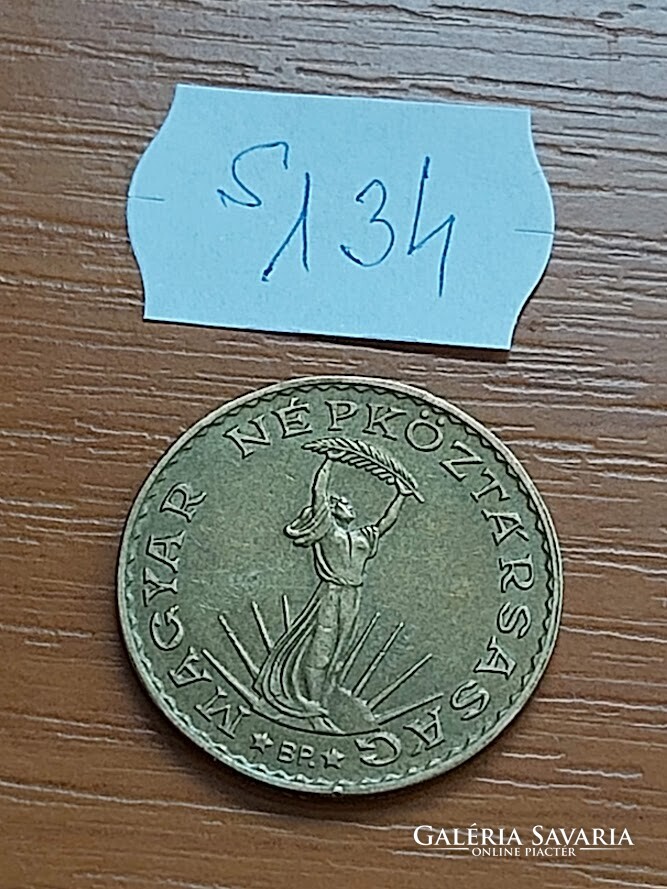 S134
MAGYAR NÉPKÖZTÁRSASÁG
BP.
GALÉRIA SAVARIA
ONLINE PIACTÉR